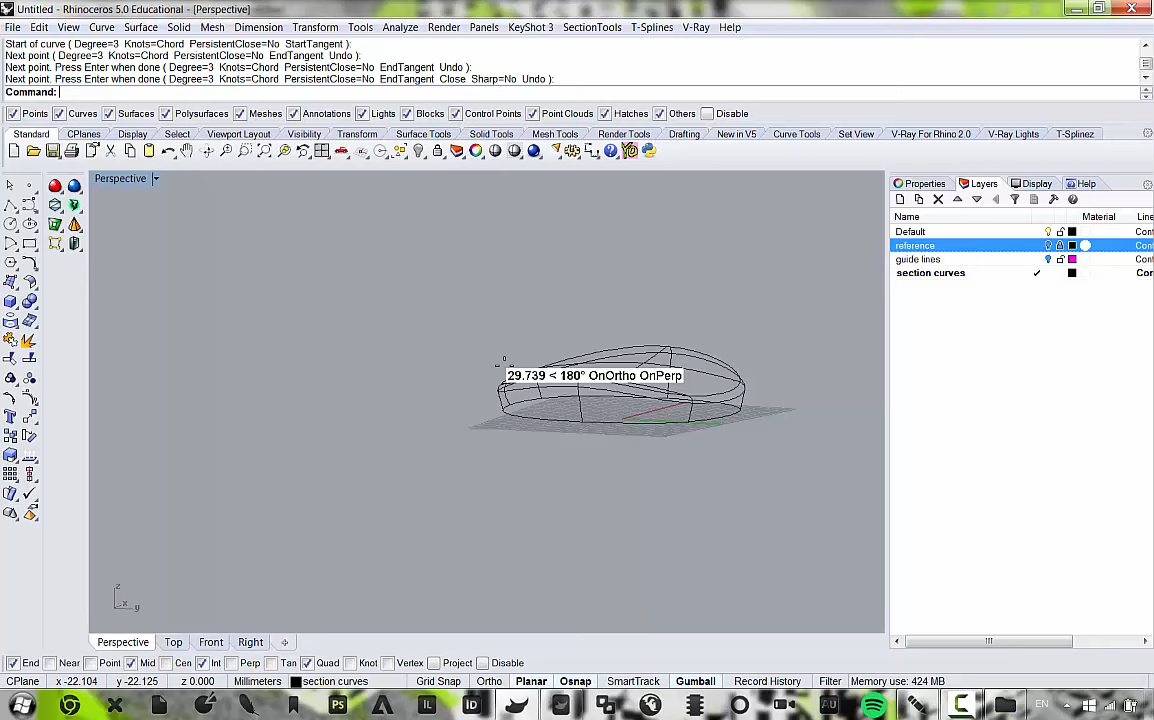 Untitled - Rhinoceros 5.0 Educational - [Perspective]
File Edit View Curve Surface Solid Mesh Dimension Transform Tools Analyze Render Panels KeyShot 3 SectionTools T-Splines V-Ray Help
Start of curve ( Degree=3 Knots=Chord PersistentClose=No StartTangent ):
Next point ( Degree=3 Knots=Chord PersistentClose=No EndTangent Undo ):
Next point. Press Enter when done ( Degree=3 Knots=Chord PersistentClose=No EndTangent Undo ):
Next point. Press Enter when done ( Degree=3 Knots=Chord PersistentClose=No EndTangent Close Sharp=No Undo ):
Command:
Points Curves Surfaces Polysurfaces Meshes Annotations Lights Blocks Control Points Point Clouds Hatches Others Disable
Standard CPlanes Display Select Viewport Layout Visibility Transform Surface Tools Solid Tools Mesh Tools Render Tools Drafting New in V5 Curve Tools Set View V-Ray For Rhino 2.0 V-Ray Lights T-Splinez
Perspective
Properties Layers Display Help
Name Material Line
Default Cont
reference Cont
guide lines Cont
section curves Cor
29.739 < 180° OnOrtho OnPerp
z
x y
Perspective Top Front Right
End Near Point Mid Cen Int Perp Tan Quad Knot Vertex Project Disable
CPlane x -22.104 y -22.125 z 0.000 Millimeters section curves Grid Snap Ortho Planar Osnap SmartTrack Gumball Record History Filter Memory use: 424 MB
PS IL ID AU EN